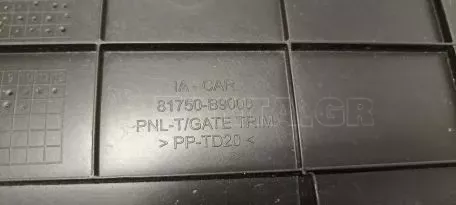 IA - CAR
81750-B9000
PNL-T/GATE TRIM
> PP-TD20 <